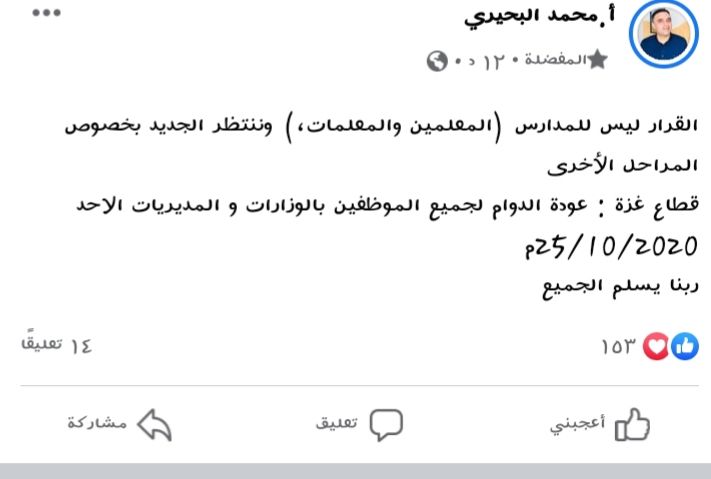 أ. محمد البحيري
المفضلة • ١٢ د •
القرار ليس للمدارس (المعلمين والمعلمات،) وننتظر الجديد بخصوص
المراحل الأخرى
قطاع غزة : عودة الدوام لجميع الموظفين بالوزارات و المديريات الاحد
25/10/2020م
ربنا يسلم الجميع
١٥٣
١٤ تعليقًا
أعجبني
تعليق
مشاركة